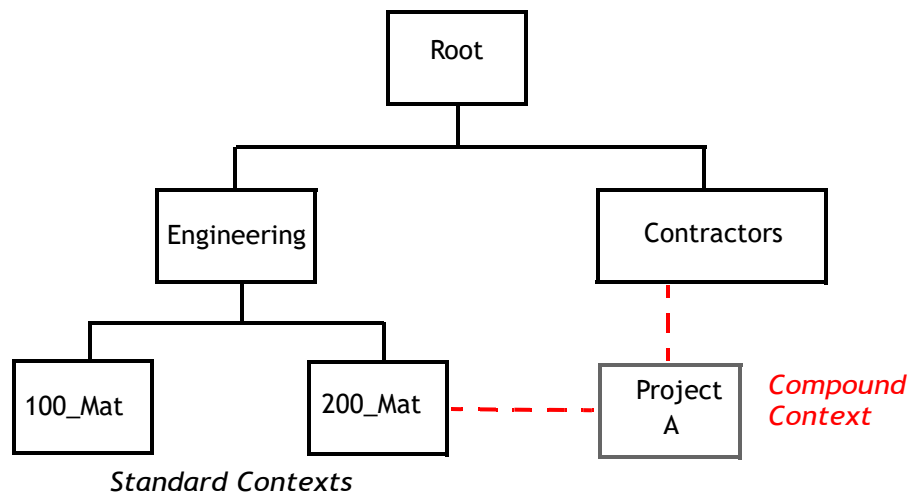 Root
Engineering
Contractors
100_Mat
200_Mat
Project
A
Compound
Context
Standard Contexts